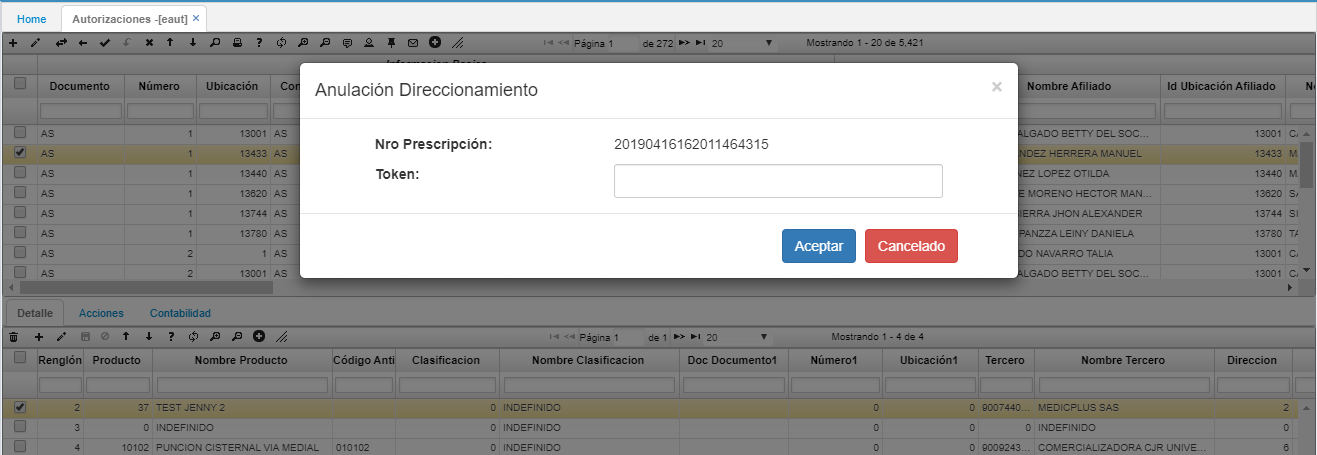 Home Autorizaciones -[eaut] ×
Página 1 de 272 20 Mostrando 1 - 20 de 5,421
Documento Número Ubicación Nombre Afiliado Id Ubicación Afiliado
Anulación Direccionamiento ×
Nro Prescripción: 20190416162011464315
Token:
Aceptar Cancelado
AS 1 13001 AS ALGADO BETTY DEL SOC... 13001
AS 1 13433 AS NDEZ HERRERA MANUEL 13433
AS 1 13440 AS NEZ LOPEZ OTILDA 13440
AS 1 13620 AS E MORENO HECTOR MAN... 13620
AS 1 13744 AS IERRA JHON ALEXANDER 13744
AS 1 13780 AS PANZZA LEINY DANIELA 13780
AS 2 1 AS DO NAVARRO TALIA 13001
AS 2 13001 AS ALGADO BETTY DEL SOC... 13001
Detalle Acciones Contabilidad
Página 1 de 1 20 Mostrando 1 - 4 de 4
Renglón Producto Nombre Producto Código Anti Clasificacion Nombre Clasificacion Doc Documento1 Número1 Ubicación1 Tercero Nombre Tercero Direccion
2 37 TEST JENNY 2 0 INDEFINIDO 0 0 9007440... MEDICPLUS SAS 2
3 0 INDEFINIDO 0 INDEFINIDO 0 0 0 INDEFINIDO 0
4 10102 PUNCION CISTERNAL VIA MEDIAL 010102 0 INDEFINIDO 0 0 9009243... COMERCIALIZADORA CJR UNIVE... 6